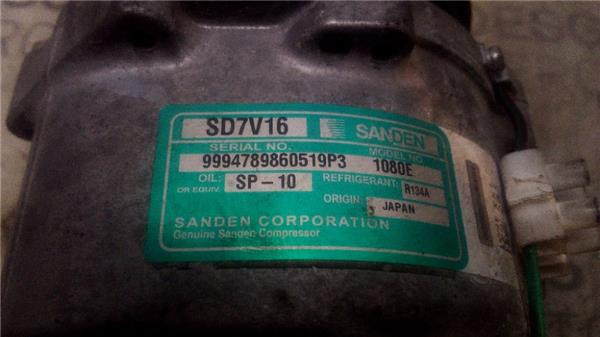 SD7V16 SANDEN
SERIAL NO. MODEL NO
9994789860519P3 1080E
OIL: SP-10 REFRIGERANT: R134A
OR EQUIV.
ORIGIN: JAPAN
SANDEN CORPORATION
Genuine Sanden Compressor